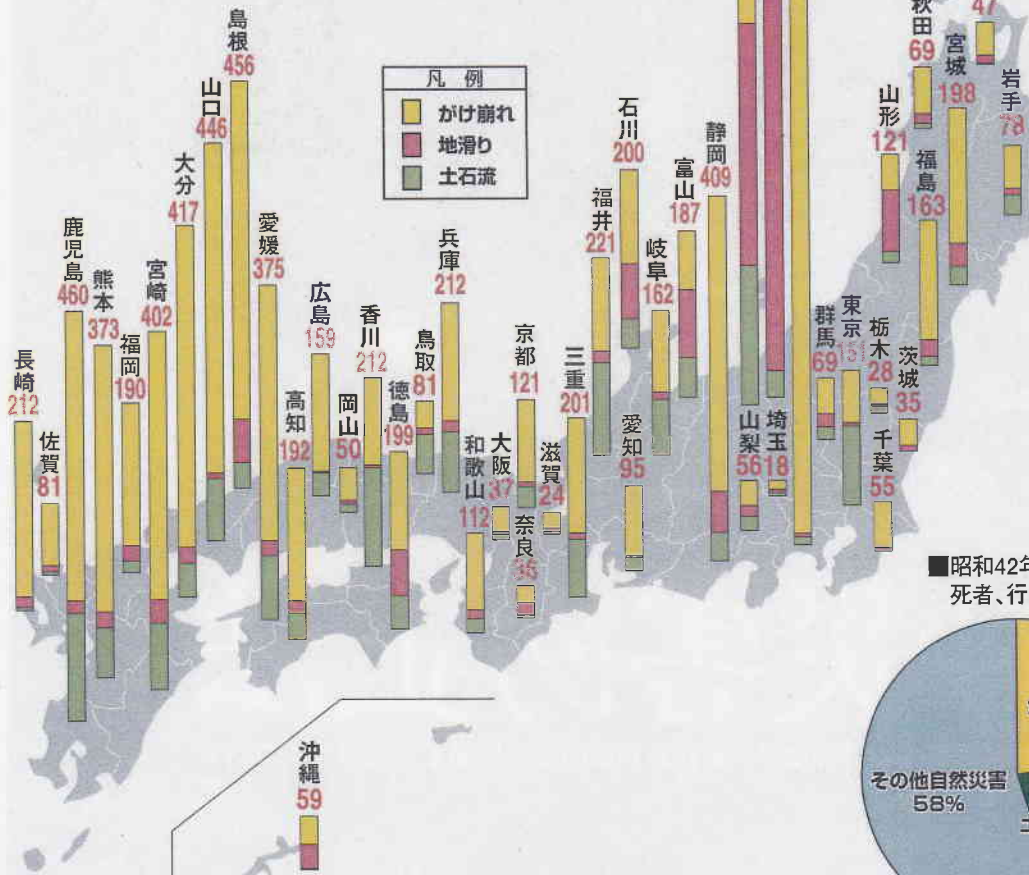 凡 例
がけ崩れ
地滑り
土石流
長崎
212
佐賀
81
鹿児島
460
熊本
373
福岡
190
宮崎
402
大分
417
山口
446
島根
456
愛媛
375
高知
192
広島
159
岡山
50
香川
212
鳥取
81
徳島
199
兵庫
212
和歌山
112
大阪
37
京都
121
奈良
滋賀
24
三重
201
福井
221
石川
200
愛知
95
岐阜
162
富山
187
静岡
409
山梨
56
埼玉
18
群馬
69
東京
栃木
28
千葉
55
茨城
35
山形
121
秋田
69
福島
163
宮城
198
47
岩手
78
沖縄
59
■昭和42年
死者、行
その他自然災害
58%